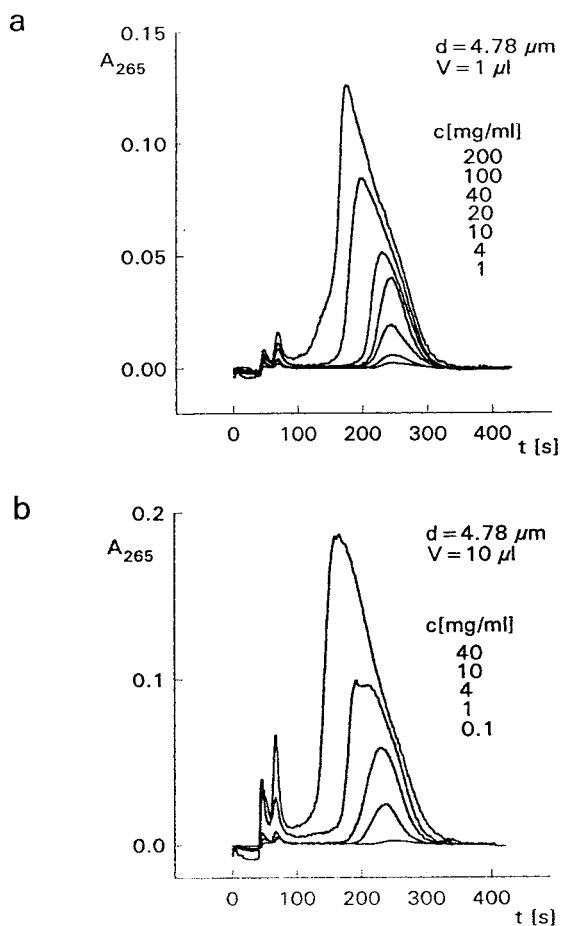 a
0.15
A265
d = 4.78 μm
V = 1 μl
0.10
c[mg/ml]
200
100
40
20
10
4
1
0.05
0.00
0 100 200 300 400
t [s]
b
0.2
A265
d = 4.78 μm
V = 10 μl
c[mg/ml]
40
10
4
1
0.1
0.1
0.0
0 100 200 300 400
t [s]